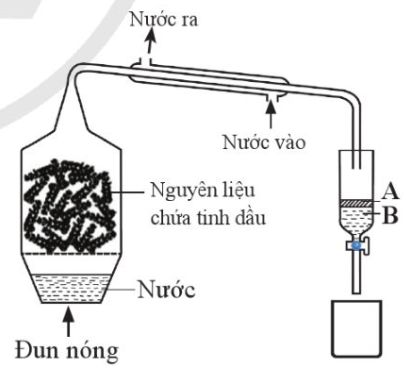 Nước ra
Nước vào
A
B
Nguyên liệu
chứa tinh dầu
Nước
Đun nóng